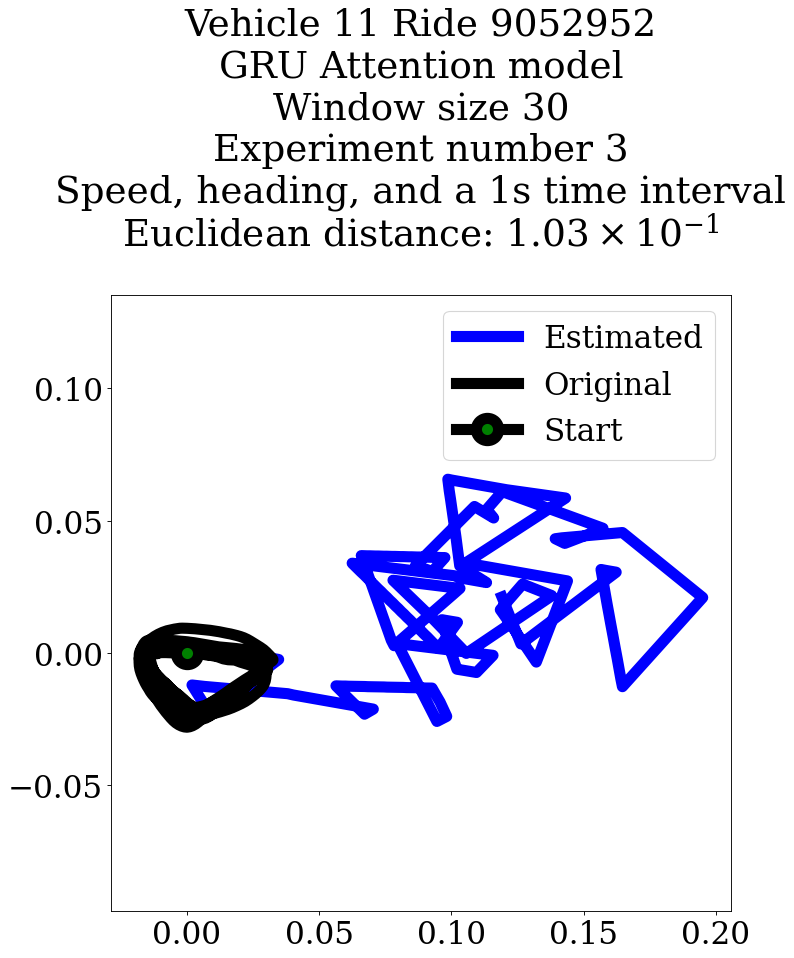 Vehicle 11 Ride 9052952
GRU Attention model
Window size 30
Experiment number 3
Speed, heading, and a 1s time interval
Euclidean distance: 1.03 × 10⁻¹
Estimated
Original
Start
0.10
0.05
0.00
−0.05
0.00 0.05 0.10 0.15 0.20